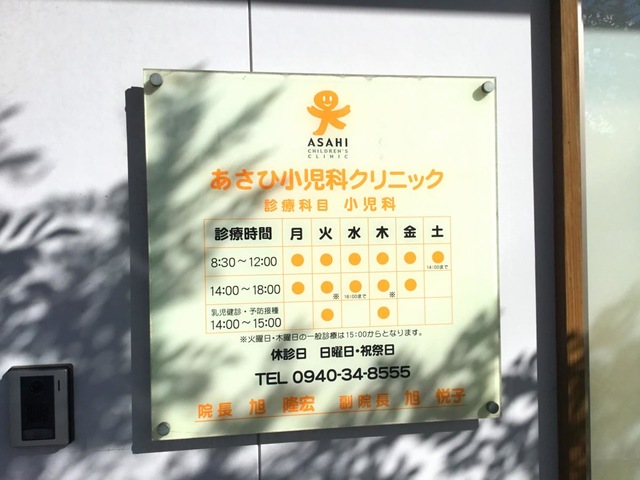 ASAHI
CHILDREN'S
CLINIC
あさひ小児科クリニック
診療科目 小児科
診療時間 月 火 水 木 金 土
8:30～12:00 ● ● ● ● ● ●
14:00まで
14:00～18:00 ● ● ● ● ●
※ 16:00まで ※
乳児健診・予防接種
14:00～15:00 ● ●
※火曜日・木曜日の一般診療は15:00からとなります。
休診日 日曜日・祝祭日
TEL 0940-34-8555
院長 旭 隆宏 副院長 旭 悦子